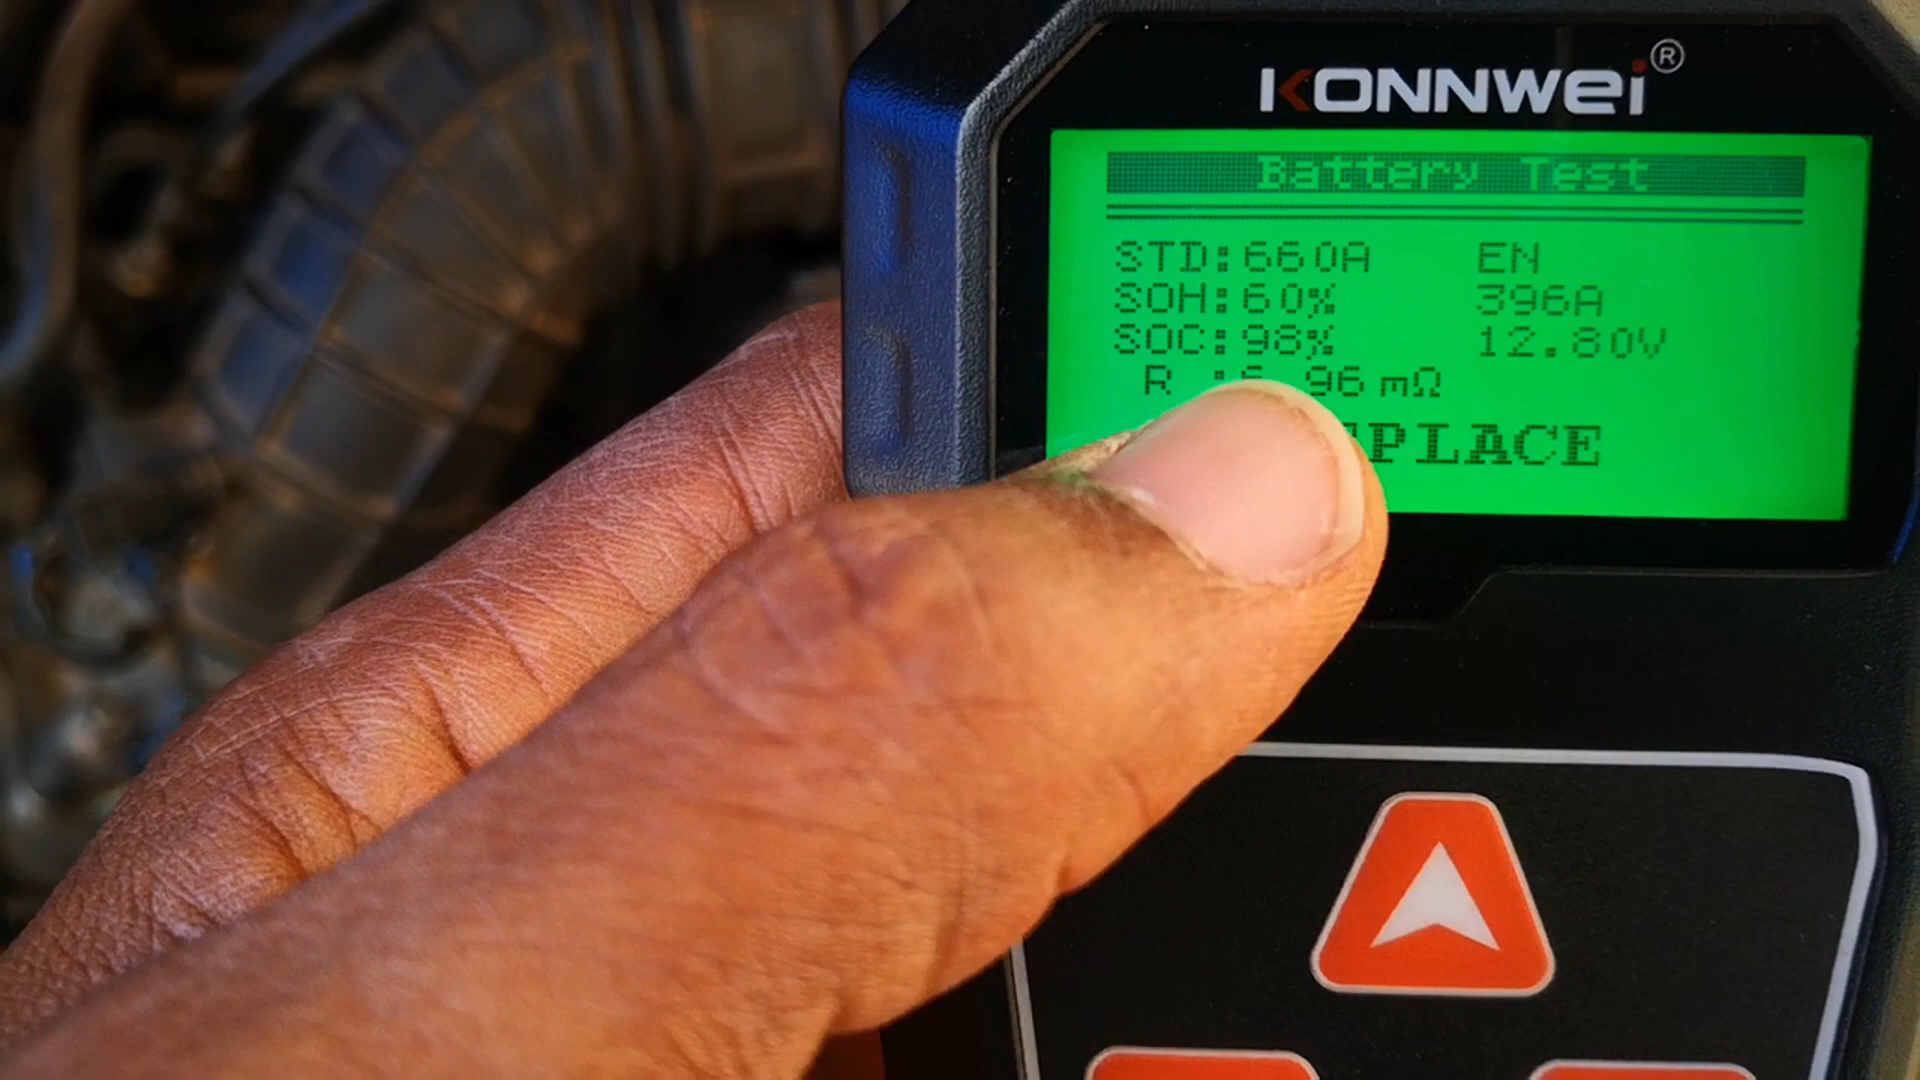 KONNWEI®
Battery Test
STD:660A EN
SOH:60% 396A
SOC:98% 12.80V
R : 96 mΩ
PLACE